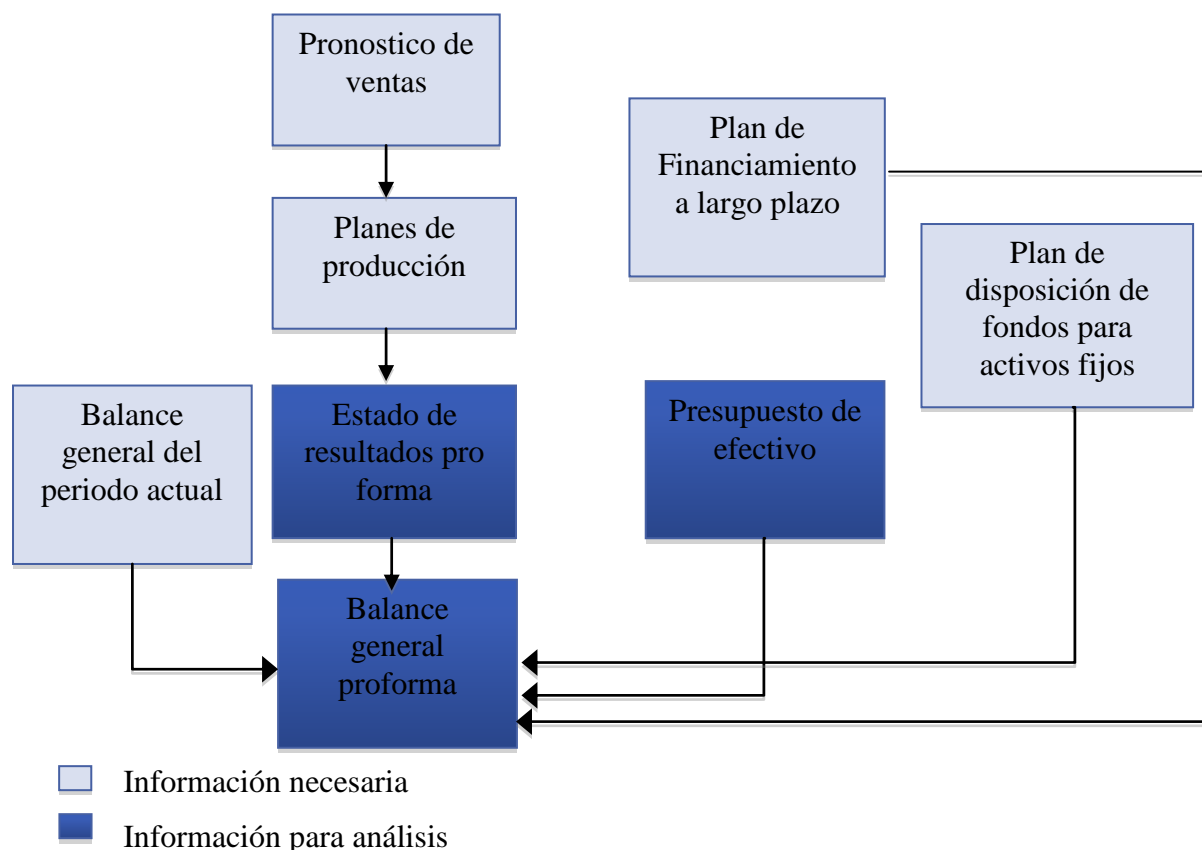 Pronostico de
ventas
Plan de
Financiamiento
a largo plazo
Planes de
producción
Plan de
disposición de
fondos para
activos fijos
Balance
general del
periodo actual
Estado de
resultados pro
forma
Presupuesto de
efectivo
Balance
general
proforma
Información necesaria
Información para análisis